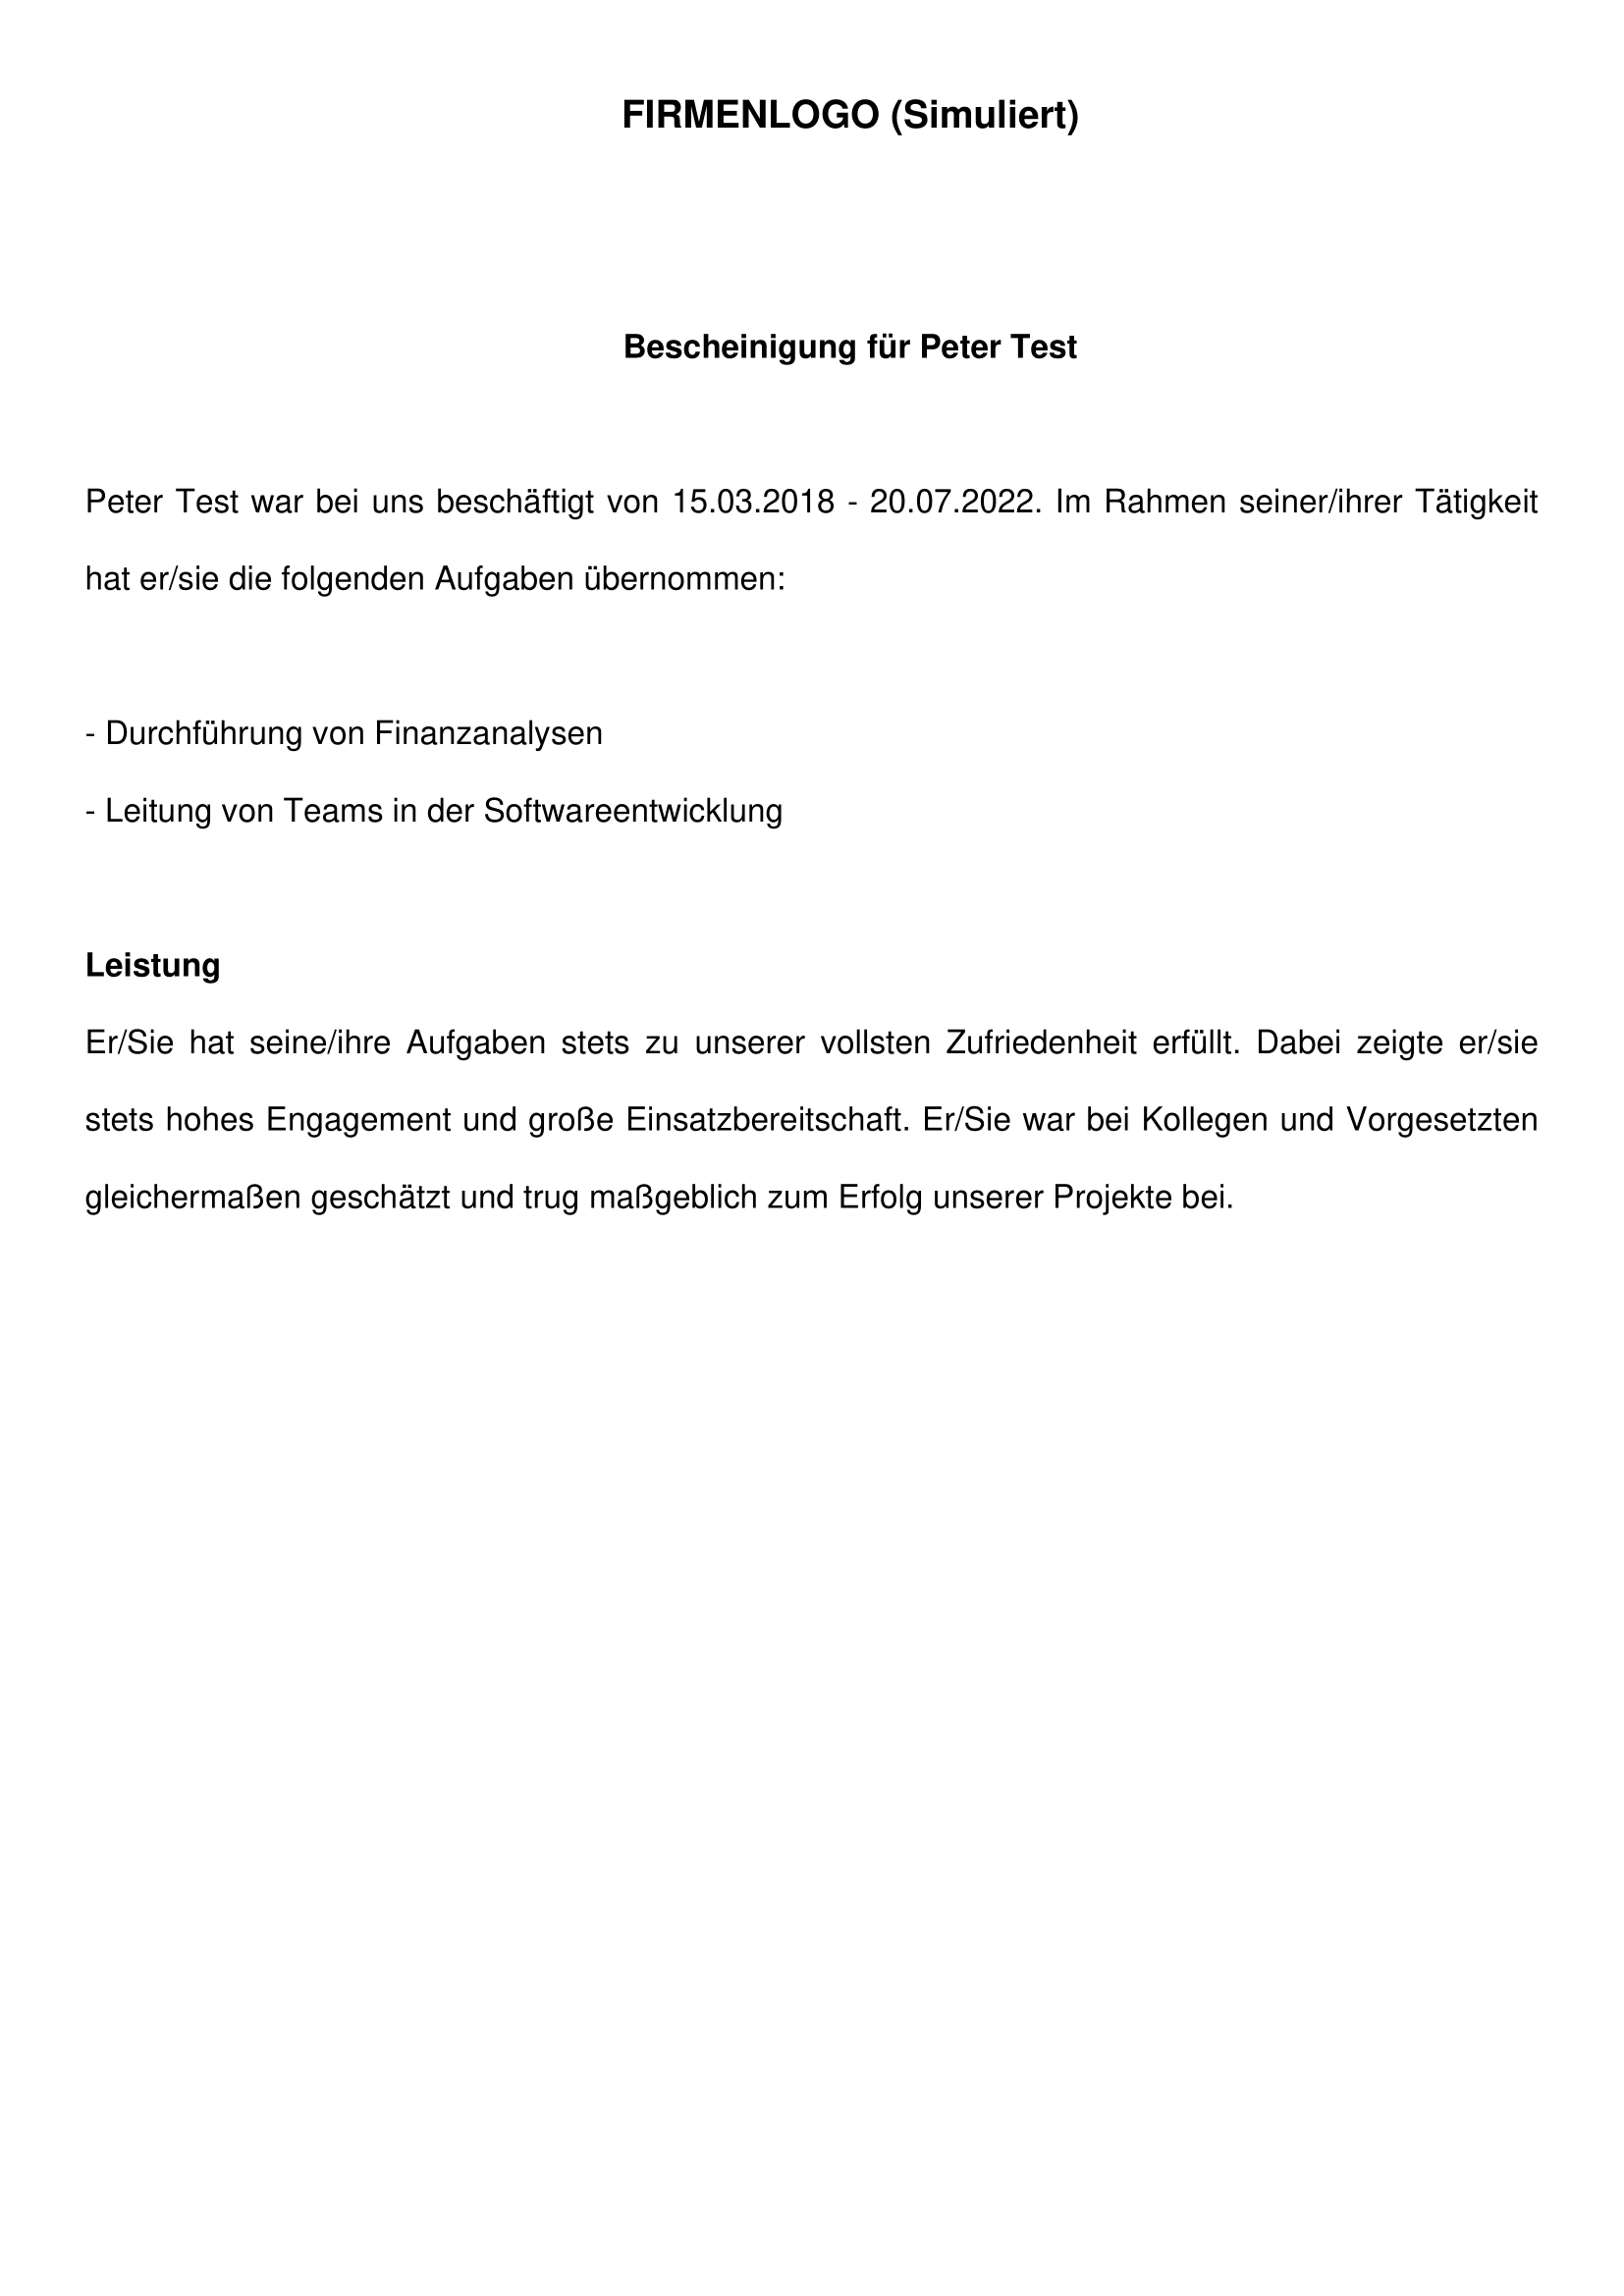 FIRMENLOGO (Simuliert)
Bescheinigung für Peter Test
Peter Test war bei uns beschäftigt von 15.03.2018 - 20.07.2022. Im Rahmen seiner/ihrer Tätigkeit
hat er/sie die folgenden Aufgaben übernommen:
- Durchführung von Finanzanalysen
- Leitung von Teams in der Softwareentwicklung
Leistung
Er/Sie hat seine/ihre Aufgaben stets zu unserer vollsten Zufriedenheit erfüllt. Dabei zeigte er/sie
stets hohes Engagement und große Einsatzbereitschaft. Er/Sie war bei Kollegen und Vorgesetzten
gleichermaßen geschätzt und trug maßgeblich zum Erfolg unserer Projekte bei.